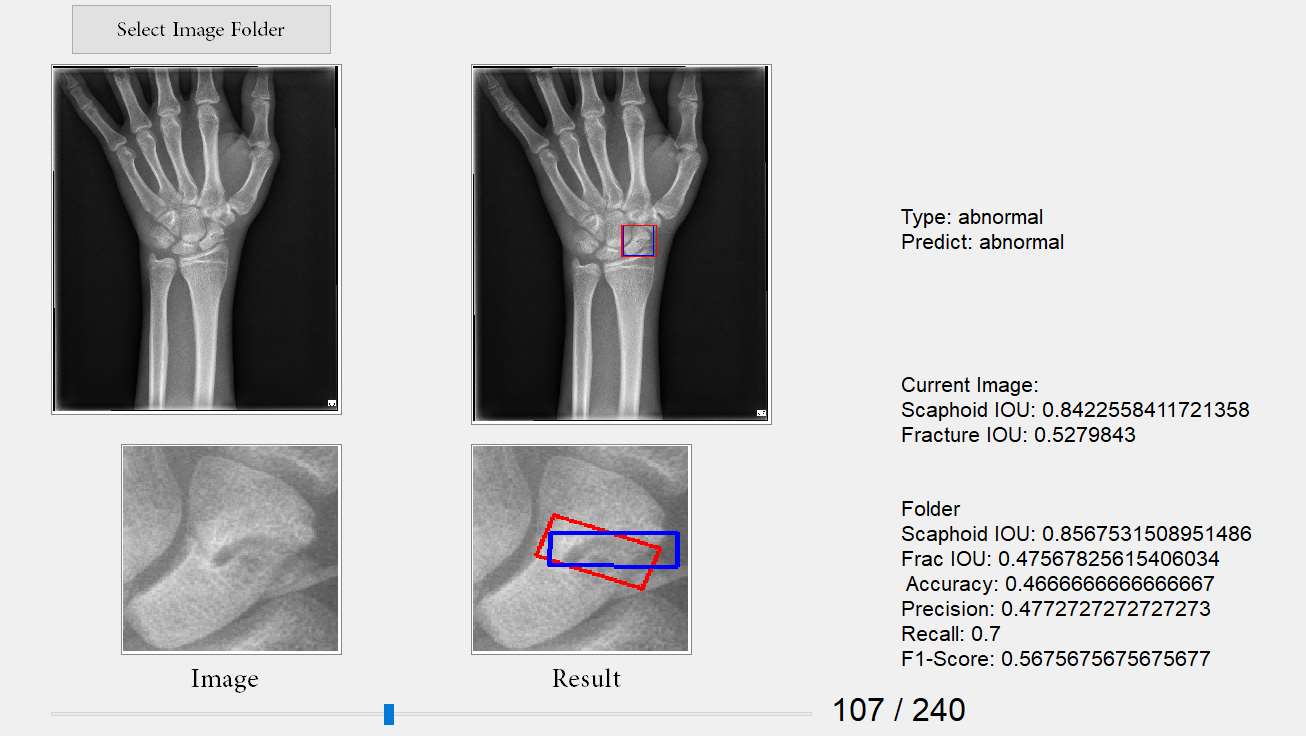 Select Image Folder
Type: abnormal
Predict: abnormal
Current Image:
Scaphoid IOU: 0.8422558411721358
Fracture IOU: 0.5279843
Folder
Scaphoid IOU: 0.8567531508951486
Frac IOU: 0.47567825615406034
Accuracy: 0.4666666666666667
Precision: 0.4772727272727273
Recall: 0.7
F1-Score: 0.5675675675675677
Image
Result
107 / 240